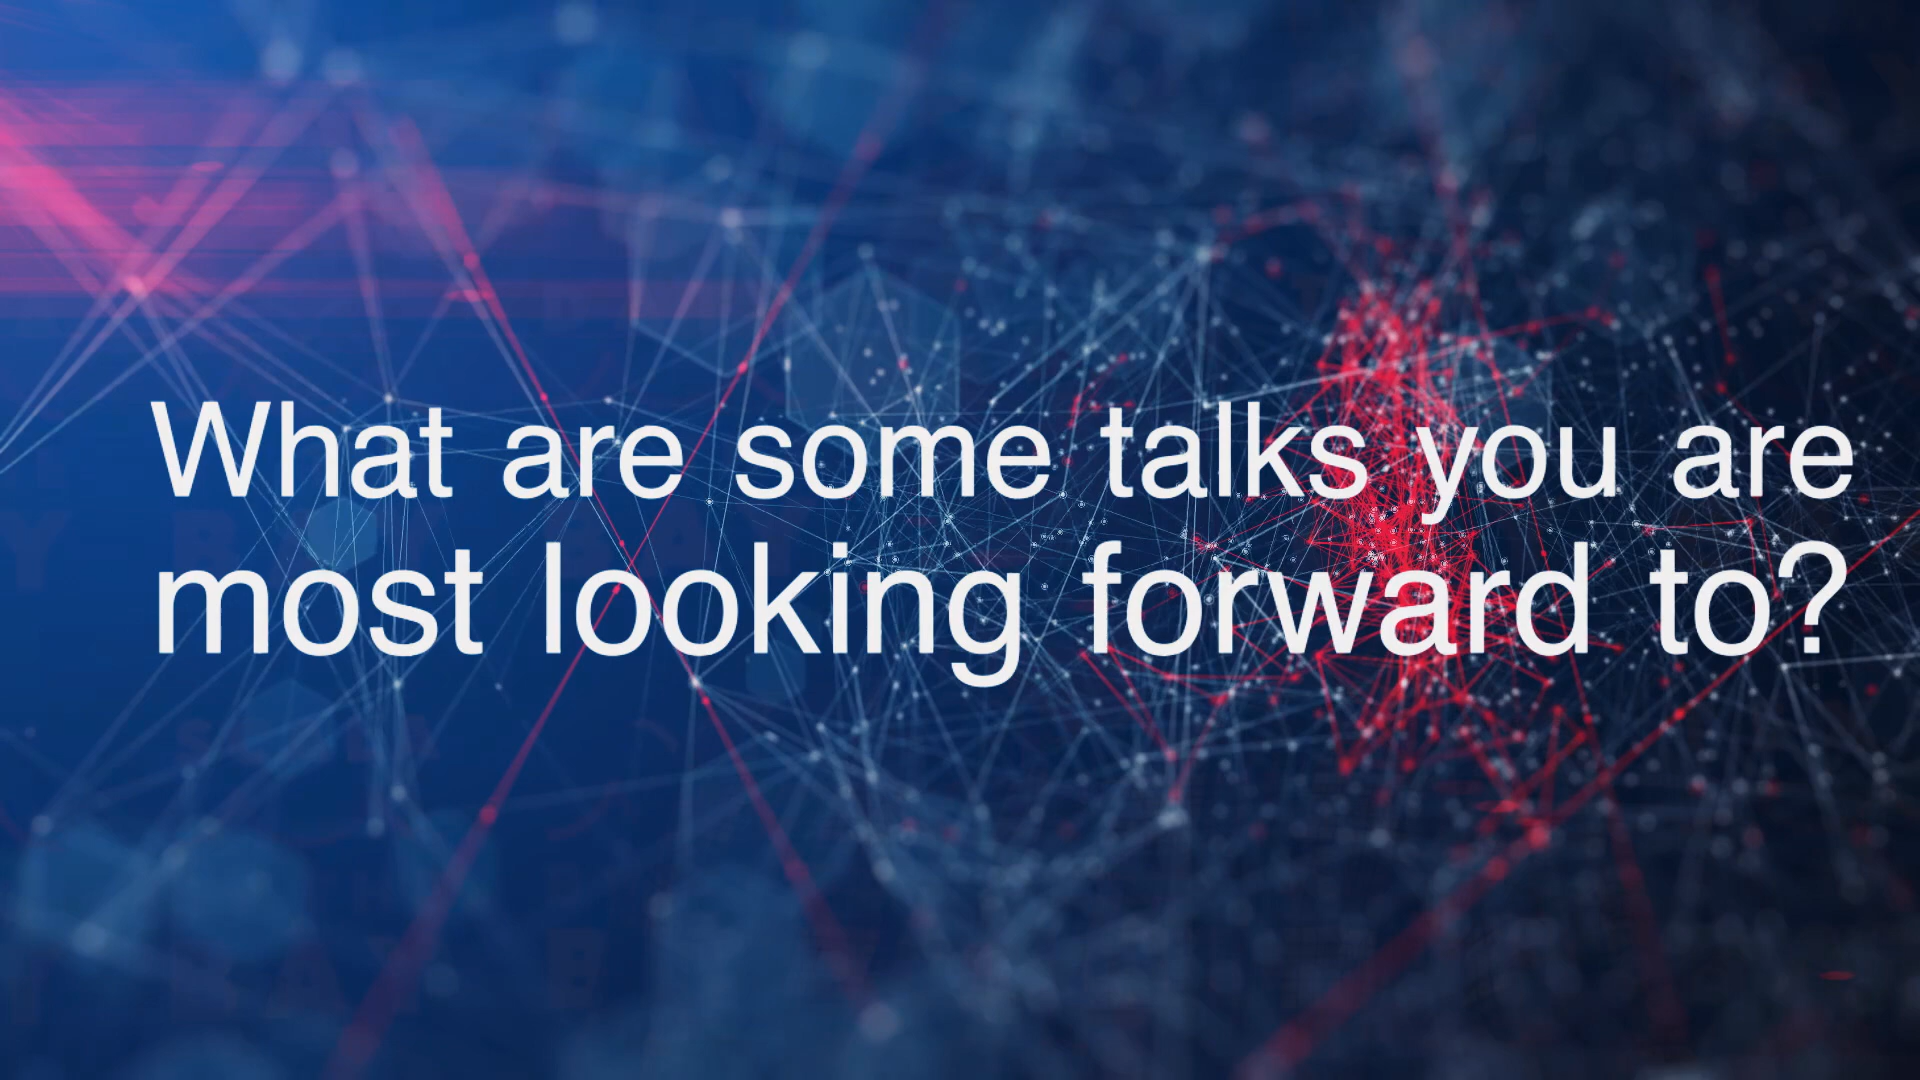 What are some talks you are
most looking forward to?